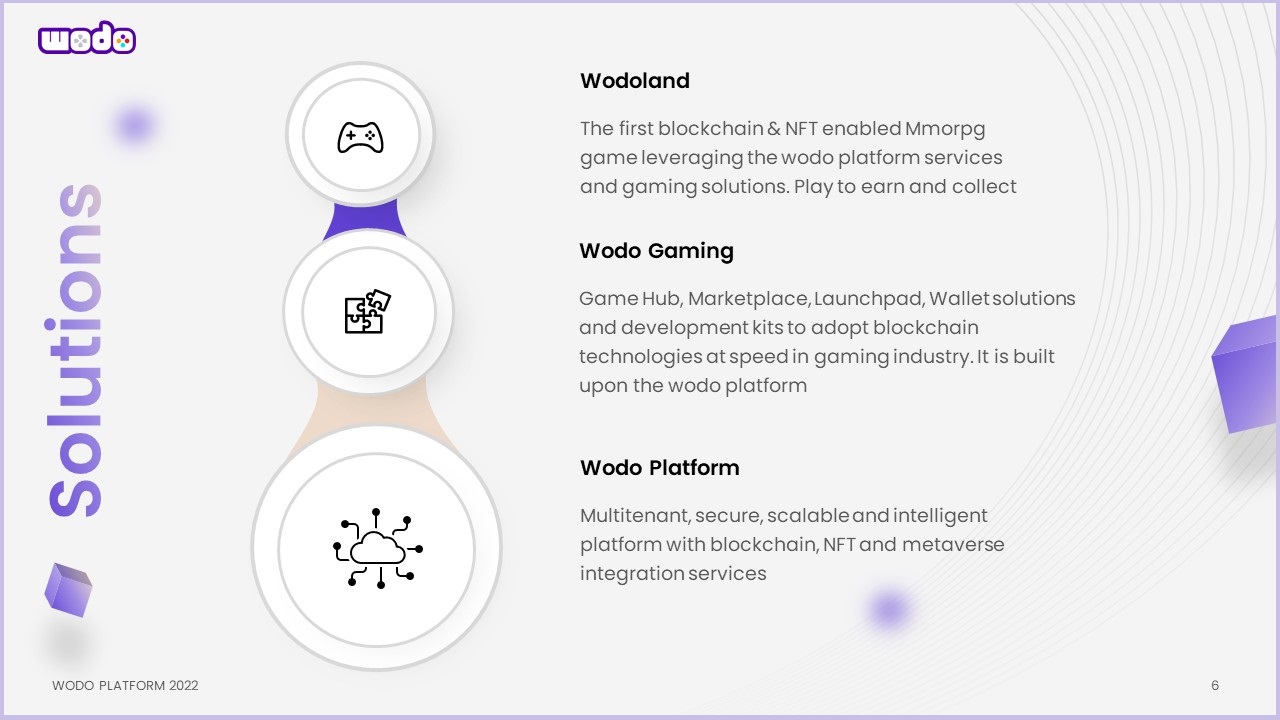 wodo
Solutions
Wodoland
The first blockchain & NFT enabled Mmorpg
game leveraging the wodo platform services
and gaming solutions. Play to earn and collect
Wodo Gaming
Game Hub, Marketplace, Launchpad, Wallet solutions
and development kits to adopt blockchain
technologies at speed in gaming industry. It is built
upon the wodo platform
Wodo Platform
Multitenant, secure, scalable and intelligent
platform with blockchain, NFT and metaverse
integration services
WODO PLATFORM 2022
6